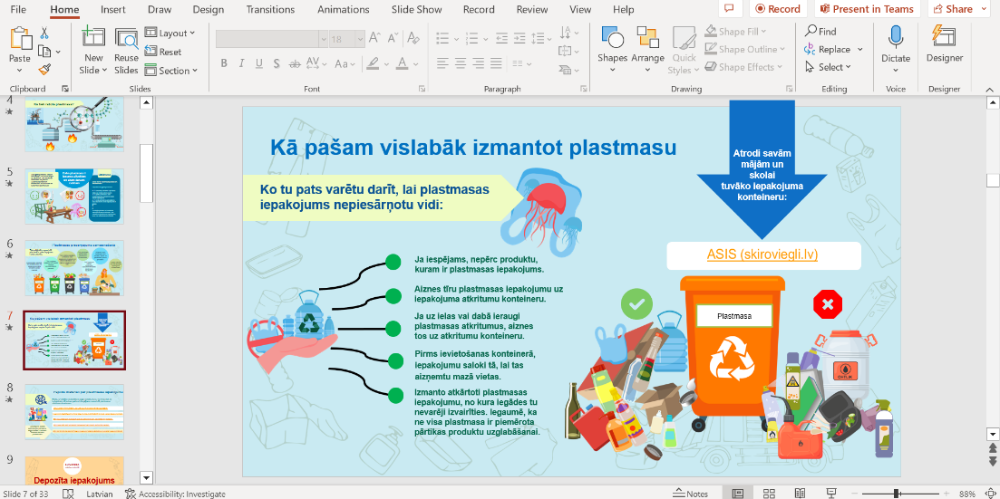 File Home Insert Draw Design Transitions Animations Slide Show Record Review View Help
Record Present in Teams Share
Paste
New Slide
Reuse Slides
Layout
Reset
Section
18
Aa
Shapes Arrange Quick Styles
Shape Fill
Shape Outline
Shape Effects
Find
Replace
Select
Dictate
Designer
Clipboard Slides Font Paragraph Drawing Editing Voice Designer
4
5
6
7
8
9
Depozīta iepakojums
Kā pašam vislabāk izmantot plastmasu
Ko tu pats varētu darīt, lai plastmasas
iepakojums nepiesārņotu vidi:
Atrodi savām
mājām un
skolai
tuvāko iepakojuma
konteineru:
ASIS (skiroviegli.lv)
Ja iespējams, nepērc produktu,
kuram ir plastmasas iepakojums.
Aiznes tīru plastmasas iepakojumu uz
iepakojuma atkritumu konteineru.
Ja uz ielas vai dabā ieraugi
plastmasas atkritumus, aiznes
tos uz atkritumu konteineru.
Pirms ievietošanas konteinerā,
iepakojumu saloki tā, lai tas
aizņemtu mazā vietas.
Izmanto atkārtoti plastmasas
iepakojumu, no kura iegādes tu
nevarēji izvairīties. Iegaumē, ka
ne visa plastmasa ir piemērota
pārtikas produktu uzglabāšanai.
Plastmasa
Slide 7 of 33 Latvian Accessibility: Investigate Notes 88%